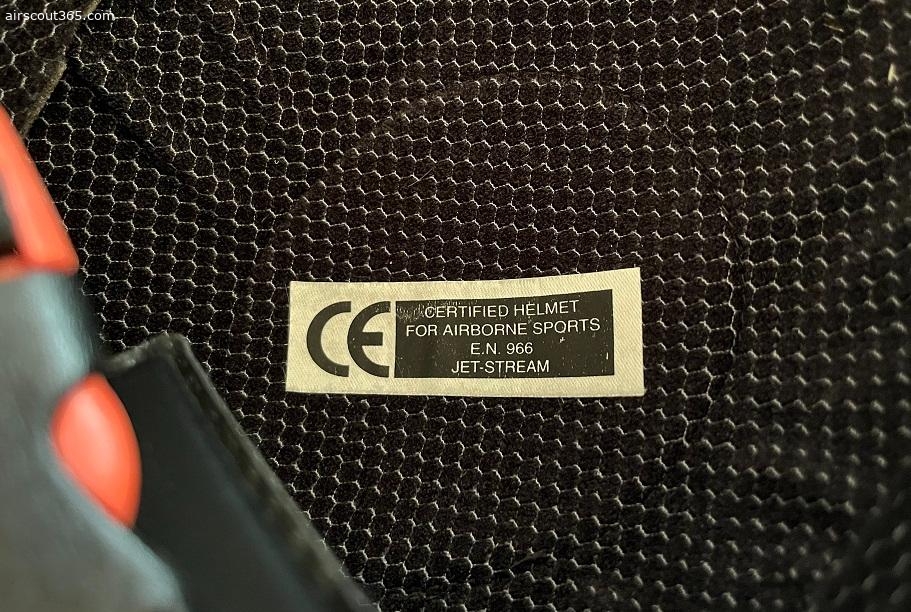 airscout365.com
CE CERTIFIED HELMET
FOR AIRBORNE SPORTS
E.N. 966
JET-STREAM